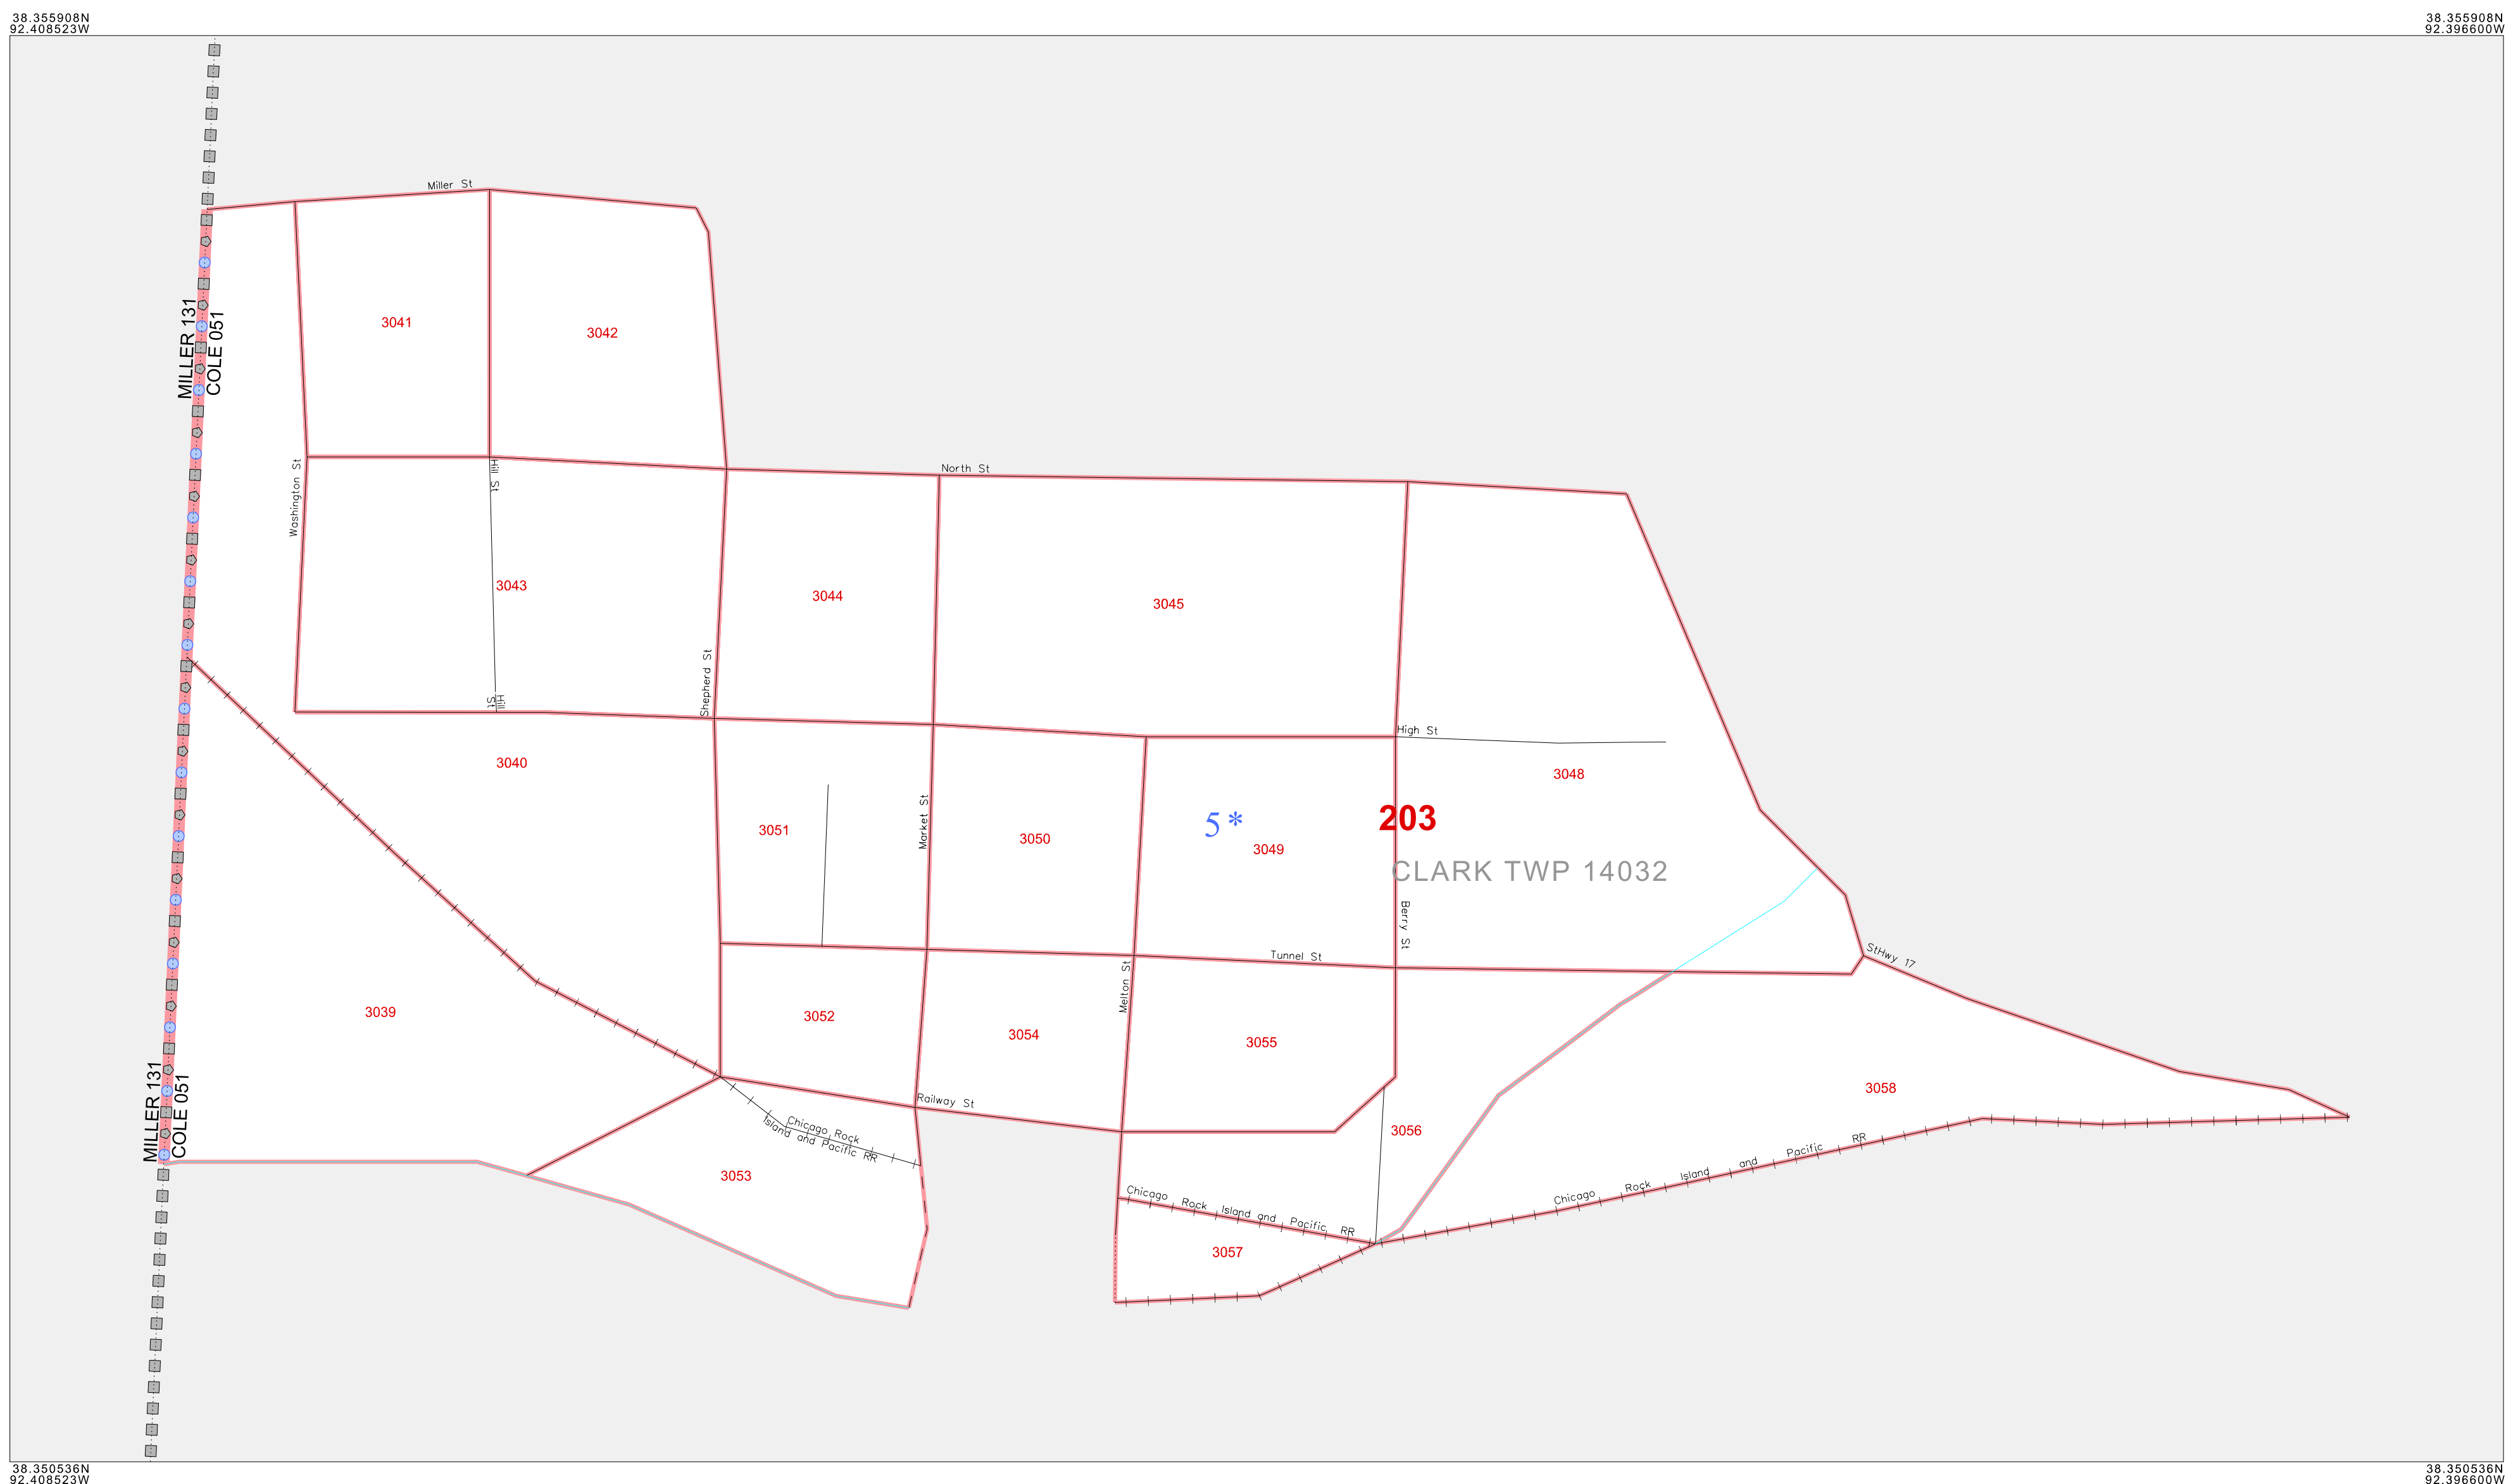 38.355908N
92.408523W
38.355908N
92.396600W
Miller St
3041
3042
MILLER 131
COLE 051
Washington St
Hill St
North St
3043
3044
3045
Shepherd St
Hill
St
High St
3040
3048
3051
Market St
3050
5*
3049
203
CLARK TWP 14032
Berry St
Tunnel St
StHwy 17
Melton St
3039
3052
3054
3055
3058
MILLER 131
COLE 051
Railway St
Chicago Rock
Island and Pacific RR
3056
3053
Chicago Rock Island and Pacific RR
Chicago Rock Island and Pacific RR
3057
38.350536N
92.408523W
38.350536N
92.396600W